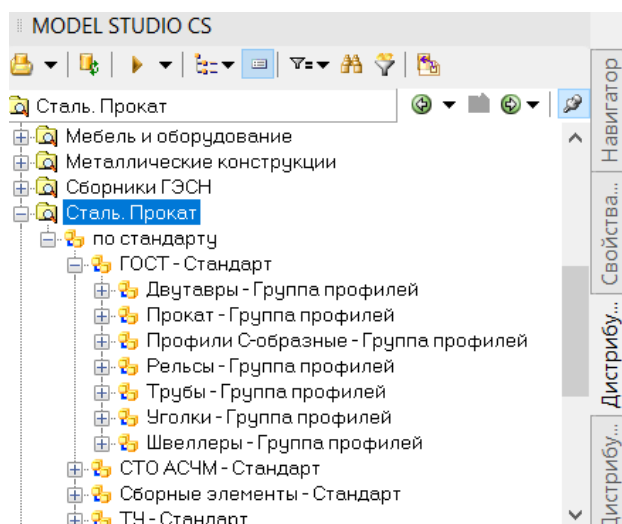 MODEL STUDIO CS
Сталь. Прокат
Мебель и оборудование
Металлические конструкции
Сборники ГЭСН
Сталь. Прокат
по стандарту
ГОСТ - Стандарт
Двутавры - Группа профилей
Прокат - Группа профилей
Профили С-образные - Группа профилей
Рельсы - Группа профилей
Трубы - Группа профилей
Уголки - Группа профилей
Швеллеры - Группа профилей
СТО АСЧМ - Стандарт
Сборные элементы - Стандарт
ТУ - Стандарт
Навигатор
Свойства...
Дистрибу...
Дистрибу...